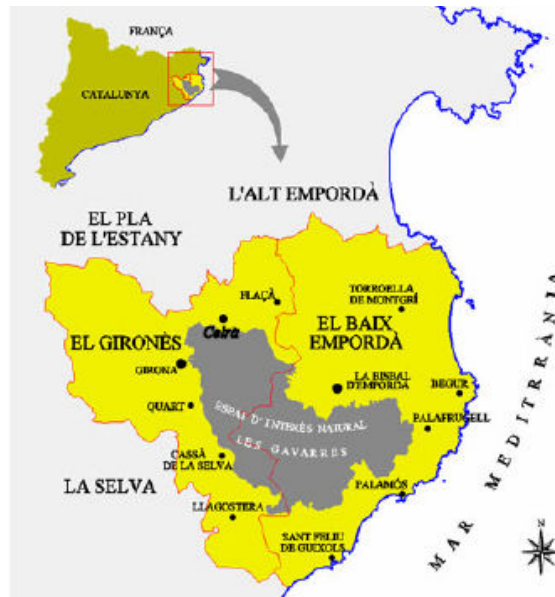 FRANÇA
CATALUNYA
L'ALT EMPORDÀ
EL PLA
DE L'ESTANY
FLAÇÀ
TORROELLA
DE MONTGRÍ
Celrà
EL GIRONÈS
EL BAIX
EMPORDÀ
GIRONA
LA BISBAL
D'EMPORDÀ
BEGUR
QUART
PALAFRUGELL
ESPAI D'INTERÈS NATURAL
LES GAVARRES
CASSÀ
DE LA SELVA
LA SELVA
PALAMÓS
LLAGOSTERA
SANT FELIU
DE GUIXOLS
MAR MEDITRRÀNIA
N